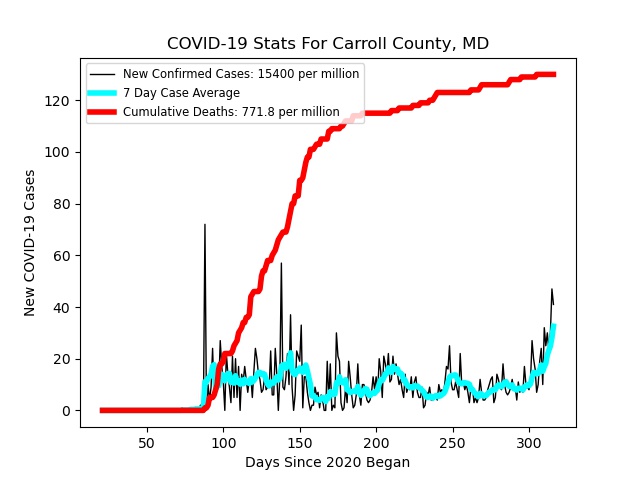 COVID-19 Stats For Carroll County, MD
New Confirmed Cases: 15400 per million
7 Day Case Average
Cumulative Deaths: 771.8 per million
New COVID-19 Cases
120
100
80
60
40
20
0
50 100 150 200 250 300
Days Since 2020 Began